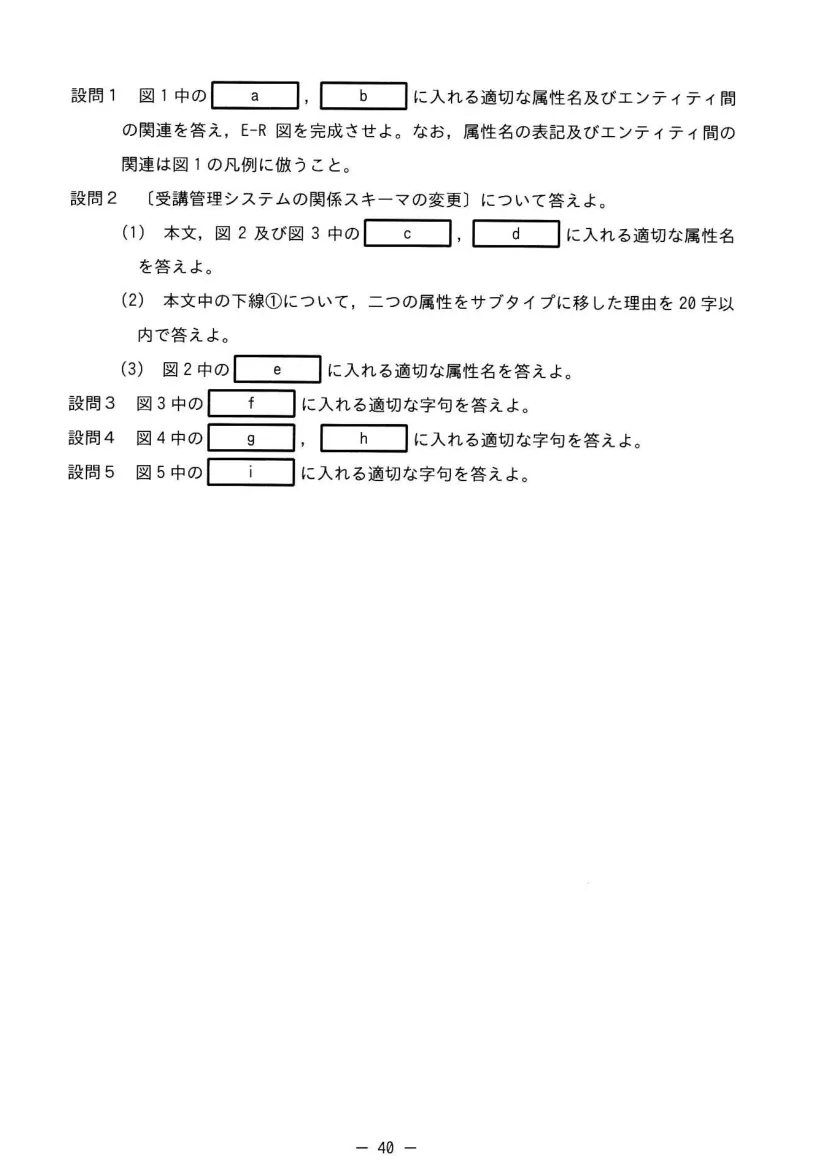 設問1 図1中の a , b に入れる適切な属性名及びエンティティ間
の関連を答え，E-R 図を完成させよ。なお，属性名の表記及びエンティティ間の
関連は図1の凡例に倣うこと。
設問2 〔受講管理システムの関係スキーマの変更〕について答えよ。
(1) 本文，図 2 及び図 3 中の c , d に入れる適切な属性名
を答えよ。
(2) 本文中の下線①について，二つの属性をサブタイプに移した理由を 20 字以
内で答えよ。
(3) 図 2 中の e に入れる適切な属性名を答えよ。
設問3 図 3 中の f に入れる適切な字句を答えよ。
設問4 図 4 中の g , h に入れる適切な字句を答えよ。
設問5 図 5 中の i に入れる適切な字句を答えよ。
— 40 —